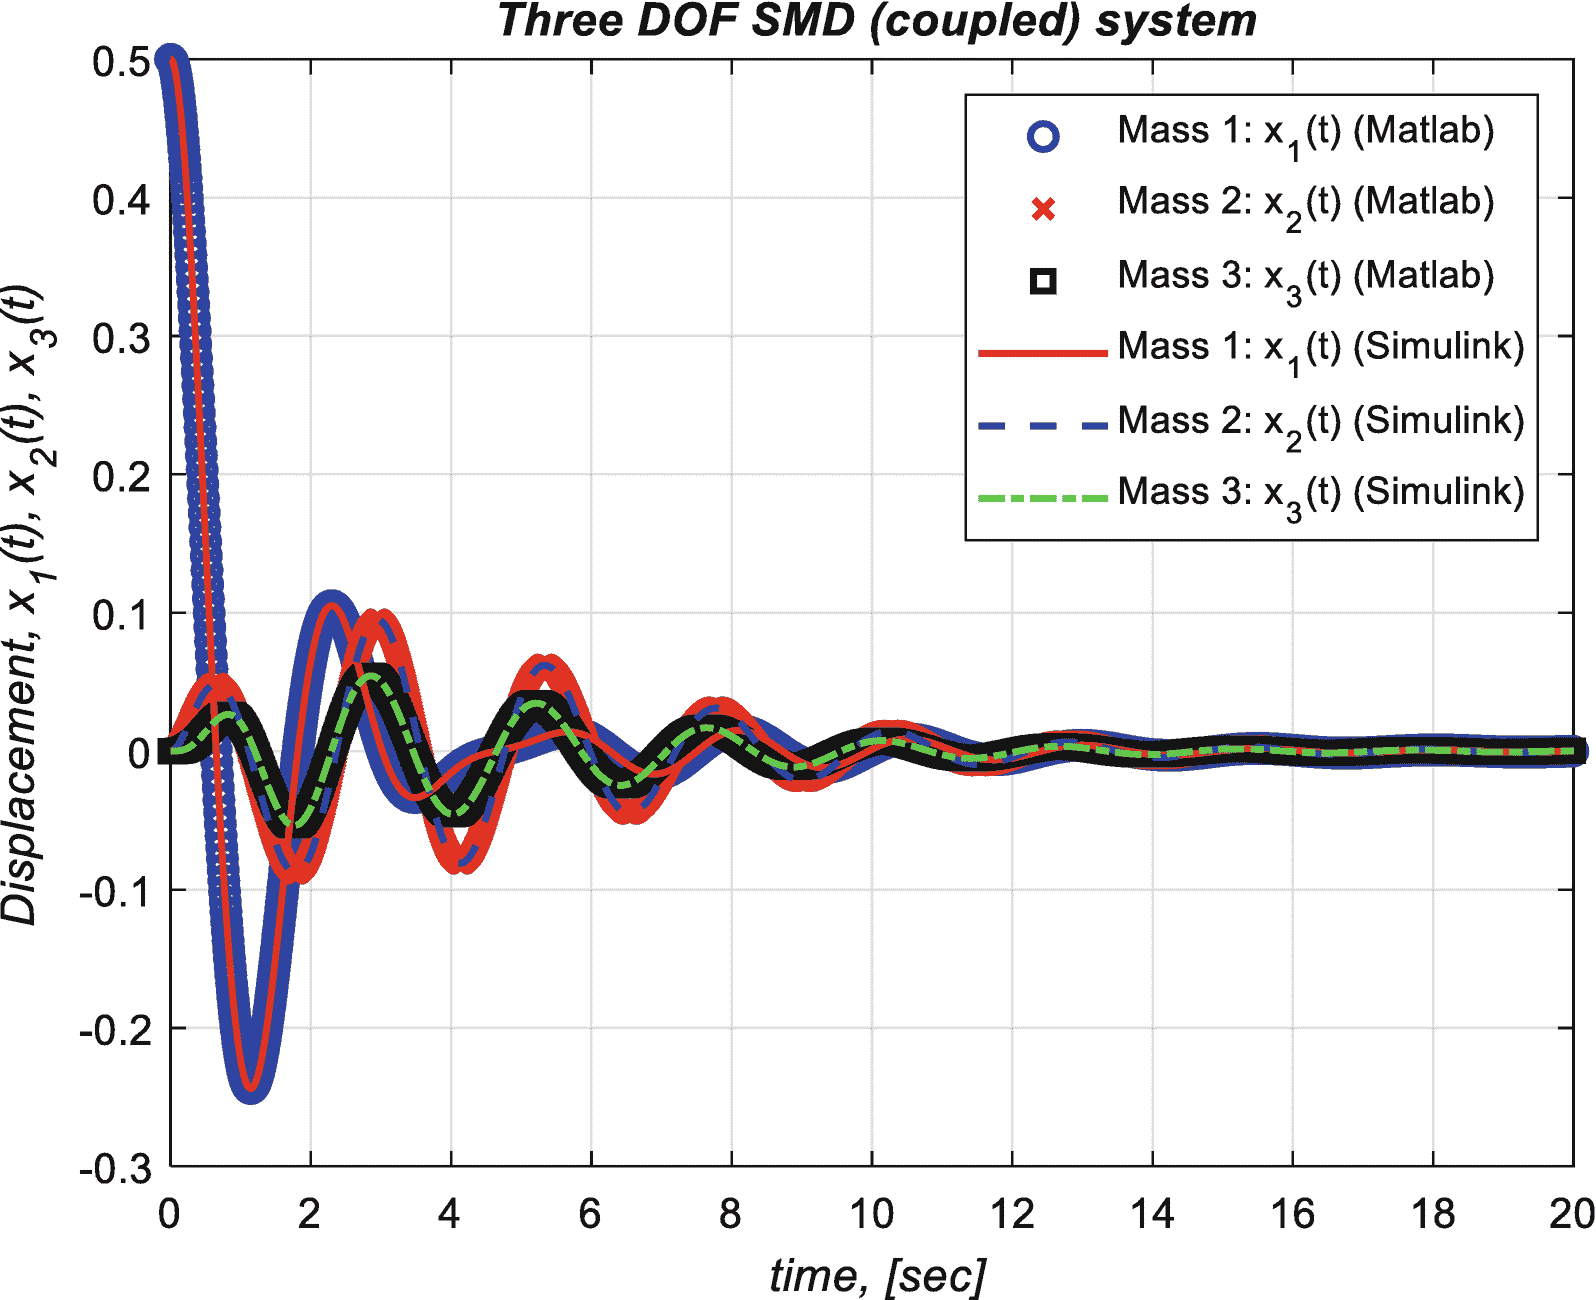 Three DOF SMD (coupled) system
Displacement, x1(t), x2(t), x3(t)
0.5
0.4
0.3
0.2
0.1
0
-0.1
-0.2
-0.3
Mass 1: x1(t) (Matlab)
Mass 2: x2(t) (Matlab)
Mass 3: x3(t) (Matlab)
Mass 1: x1(t) (Simulink)
Mass 2: x2(t) (Simulink)
Mass 3: x3(t) (Simulink)
0 2 4 6 8 10 12 14 16 18 20
time, [sec]